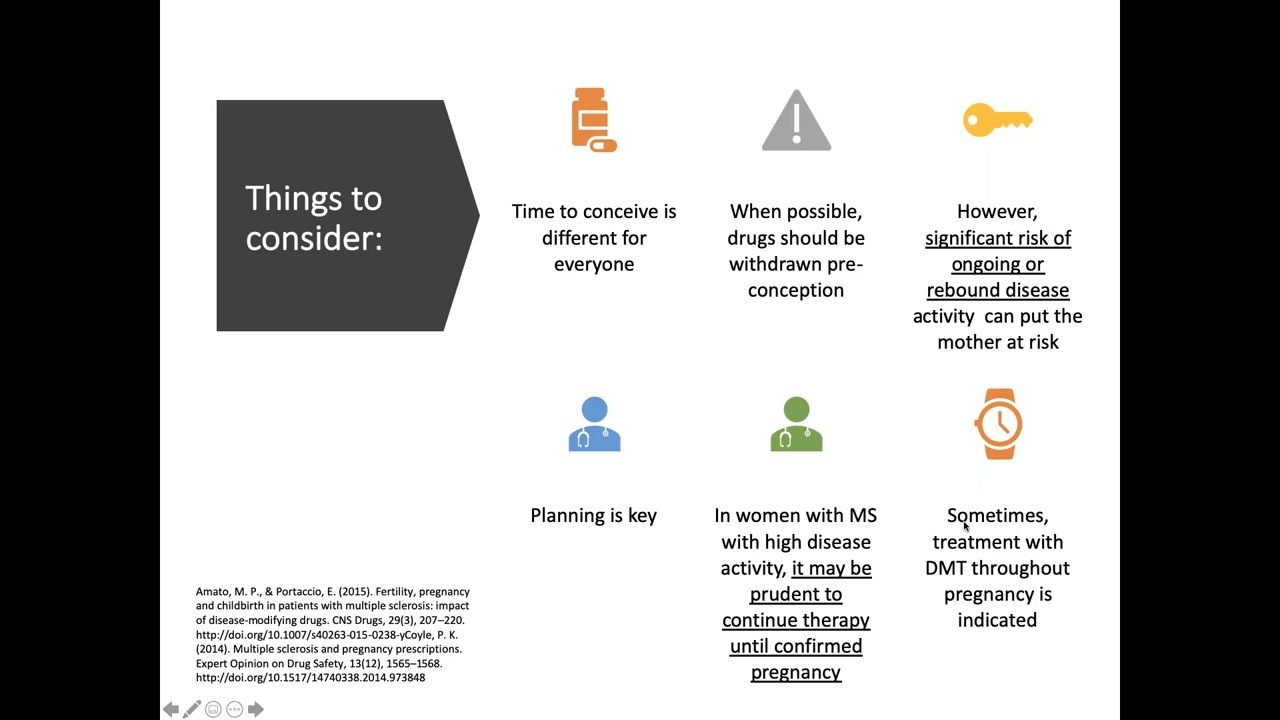 Things to
consider:
Time to conceive is
different for
everyone
When possible,
drugs should be
withdrawn pre-
conception
However,
significant risk of
ongoing or
rebound disease
activity  can put the
mother at risk
Planning is key
In women with MS
with high disease
activity, it may be
prudent to
continue therapy
until confirmed
pregnancy
Sometimes,
treatment with
DMT throughout
pregnancy is
indicated
Amato, M. P., & Portaccio, E. (2015). Fertility, pregnancy
and childbirth in patients with multiple sclerosis: impact
of disease-modifying drugs. CNS Drugs, 29(3), 207–220.
http://doi.org/10.1007/s40263-015-0238-yCoyle, P. K.
(2014). Multiple sclerosis and pregnancy prescriptions.
Expert Opinion on Drug Safety, 13(12), 1565–1568.
http://doi.org/10.1517/14740338.2014.973848